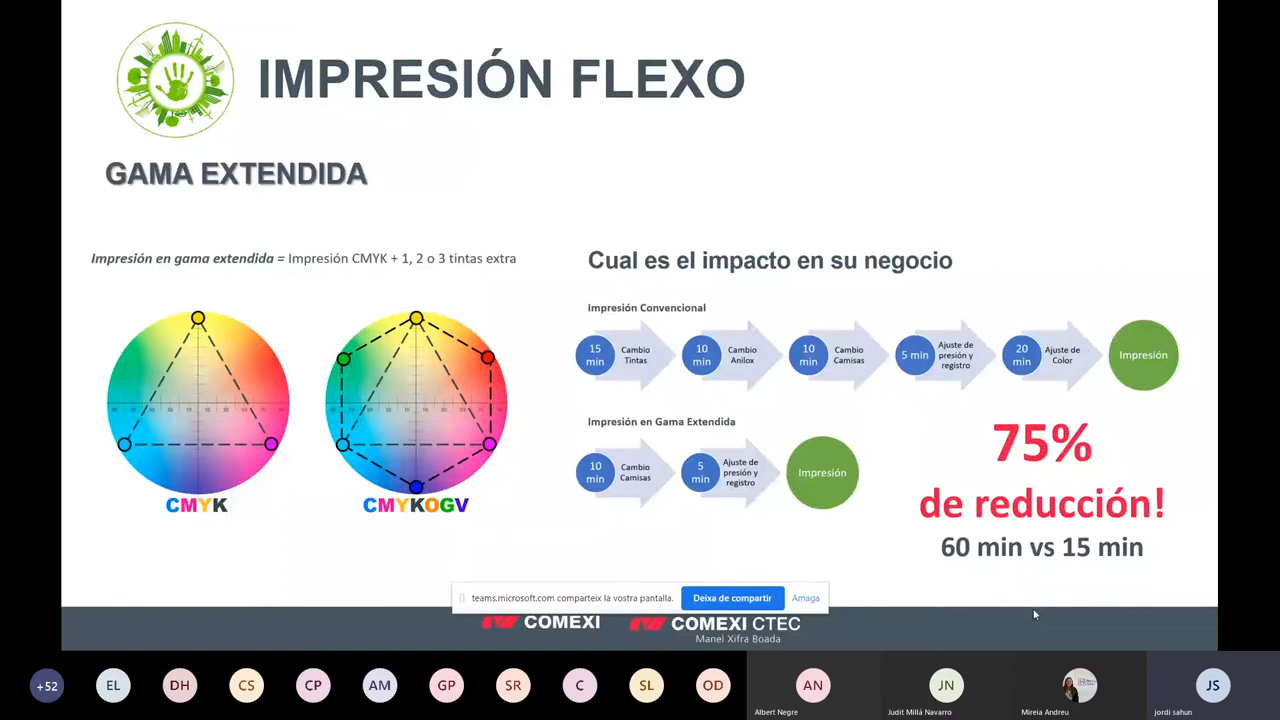 IMPRESIÓN FLEXO
GAMA EXTENDIDA
Impresión en gama extendida = Impresión CMYK + 1, 2 o 3 tintas extra
CMYK
CMYKOGV
Cual es el impacto en su negocio
Impresión Convencional
15
min
Cambio
Tintas
10
min
Cambio
Anilox
10
min
Cambio
Camisas
5 min
Ajuste de
presión y
registro
20
min
Ajuste de
Color
Impresión
Impresión en Gama Extendida
10
min
Cambio
Camisas
5
min
Ajuste de
presión y
registro
Impresión
75%
de reducción!
60 min vs 15 min
teams.microsoft.com comparteix la vostra pantalla.
Deixa de compartir
Amaga
COMEXI
COMEXI CTEC
Manel Xifra Boada
+52
EL
DH
CS
CP
AM
GP
SR
C
SL
OD
AN
Albert Negre
JN
Judit Millà Navarro
Mireia Andreu
JS
jordi sahun